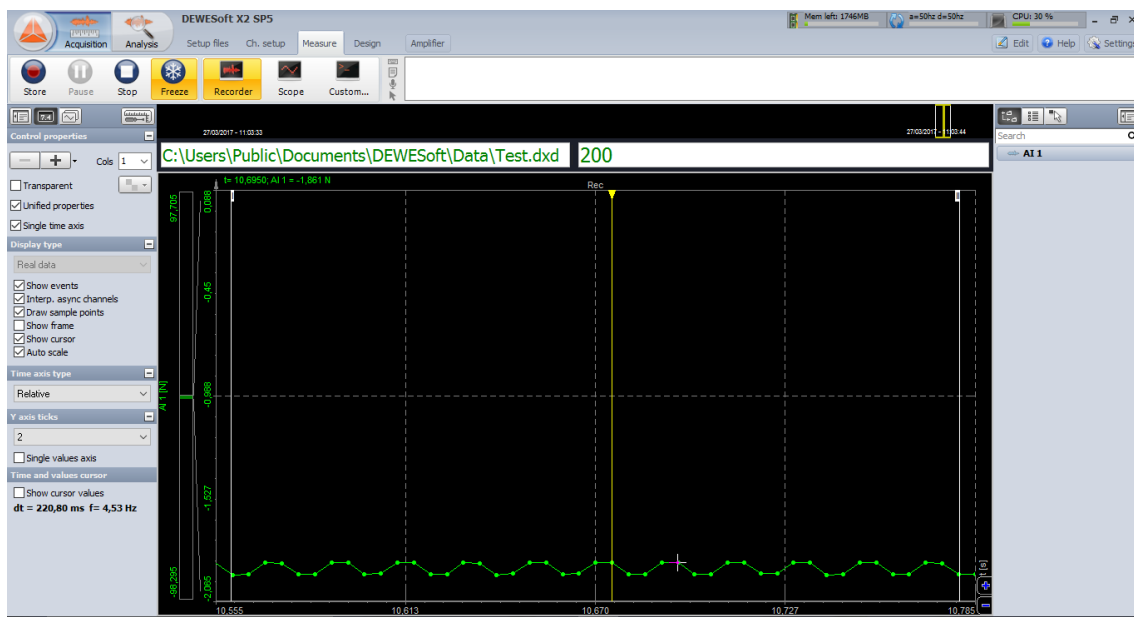 DEWESoft X2 SP5
Mem left: 1746MB
a=50hz d=50hz
CPU: 30 %
Acquisition
Analysis
Setup files
Ch. setup
Measure
Design
Amplifier
Edit
Help
Settings
Store
Pause
Stop
Freeze
Recorder
Scope
Custom...
27/03/2017 - 11:03:33
27/03/2017 - 11:03:44
Control properties
Cols 1
Transparent
Unified properties
Single time axis
Display type
Real data
Show events
Interp. async channels
Draw sample points
Show frame
Show cursor
Auto scale
Time axis type
Relative
Y axis ticks
2
Single values axis
Time and values cursor
Show cursor values
dt = 220,80 ms f= 4,53 Hz
C:\Users\Public\Documents\DEWESoft\Data\Test.dxd
200
t= 10,6950; AI 1 = -1,861 N
Rec
97,705
0,088
-0,45
AI 1 [N]
-0,988
-1,527
-98,295
-2,065
10,555
10,613
10,670
10,727
10,785
t [s]
Search
AI 1